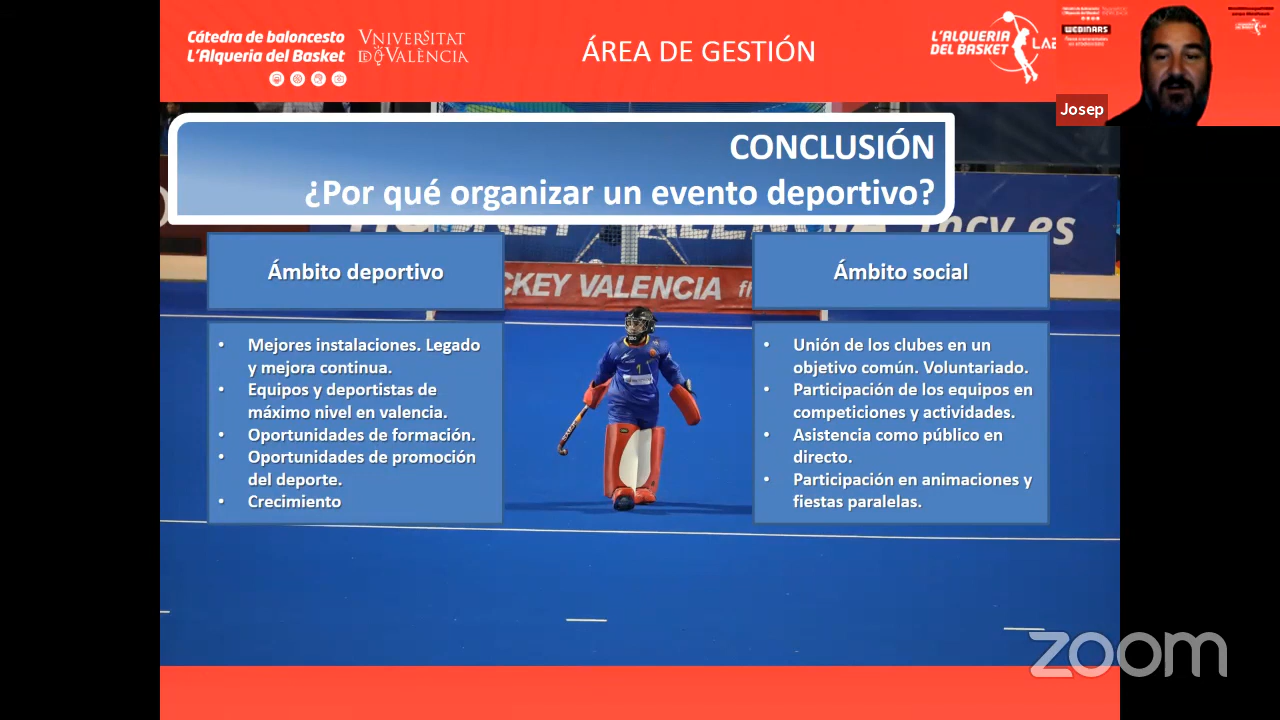 Cátedra de baloncesto
L'Alqueria del Basket
VNIVERSITAT
DE VALÈNCIA
ÁREA DE GESTIÓN
L'ALQUERIA
DEL BASKET
LAB
WEBINARS
Josep
CONCLUSIÓN
¿Por qué organizar un evento deportivo?
fhcv.es
Ámbito deportivo
Ámbito social
CKEY VALENCIA
• Mejores instalaciones. Legado
y mejora continua.
• Equipos y deportistas de
máximo nivel en valencia.
• Oportunidades de formación.
• Oportunidades de promoción
del deporte.
• Crecimiento
1
• Unión de los clubes en un
objetivo común. Voluntariado.
• Participación de los equipos en
competiciones y actividades.
• Asistencia como público en
directo.
• Participación en animaciones y
fiestas paralelas.
zoom